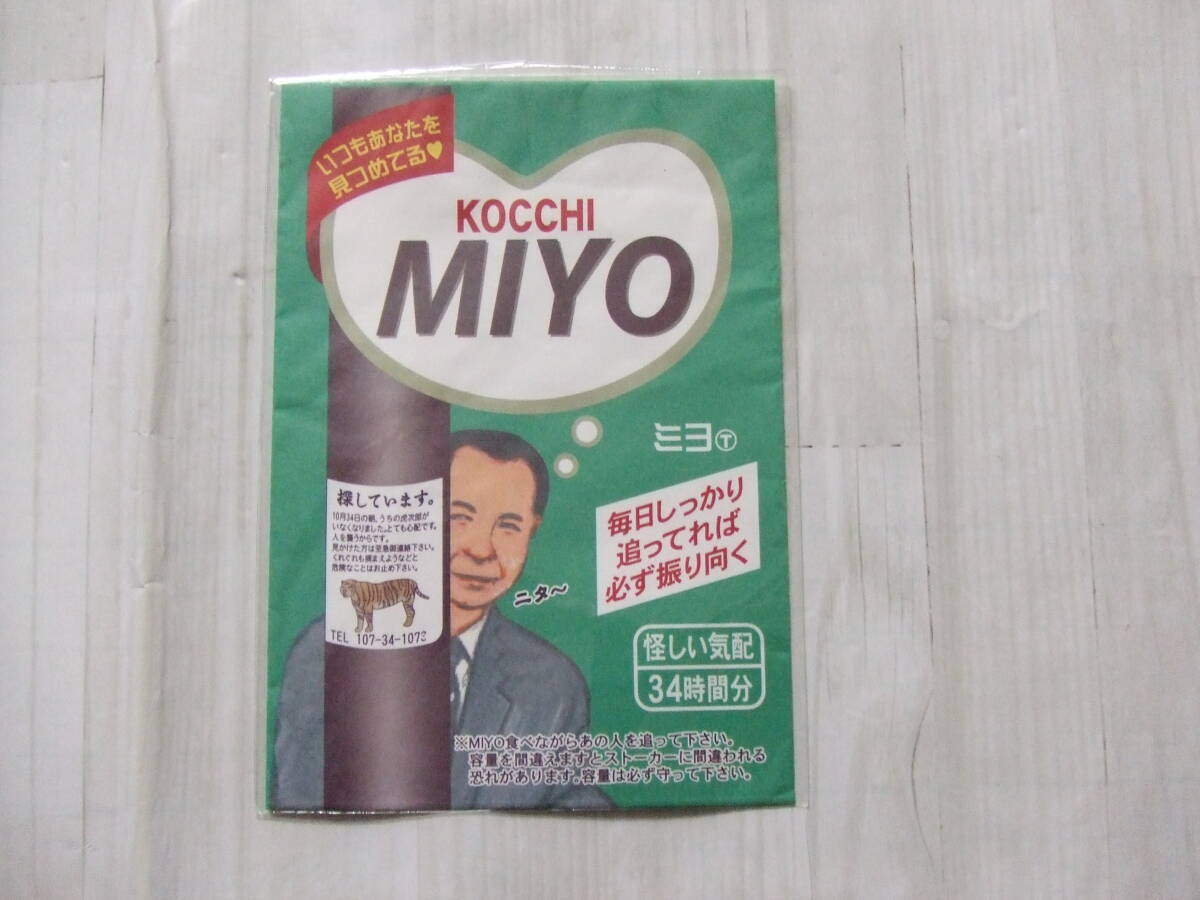 いつもあなたを
見つめてる♥
KOCCHI
MIYO
ミヨⓉ
毎日しっかり
追ってれば
必ず振り向く
探しています。
10月34日の朝、うちの虎次郎が
いなくなりました。とても心配です。
人を襲うからです。
見かけた方は至急御連絡下さい。
くれぐれも捕まえようなどと
危険なことはお止め下さい。
TEL 107-34-107
ニタ〜
怪しい気配
34時間分
※MIYO食べながらあの人を追って下さい。
容量を間違えますとストーカーに間違われる
恐れがあります。容量は必ず守って下さい。